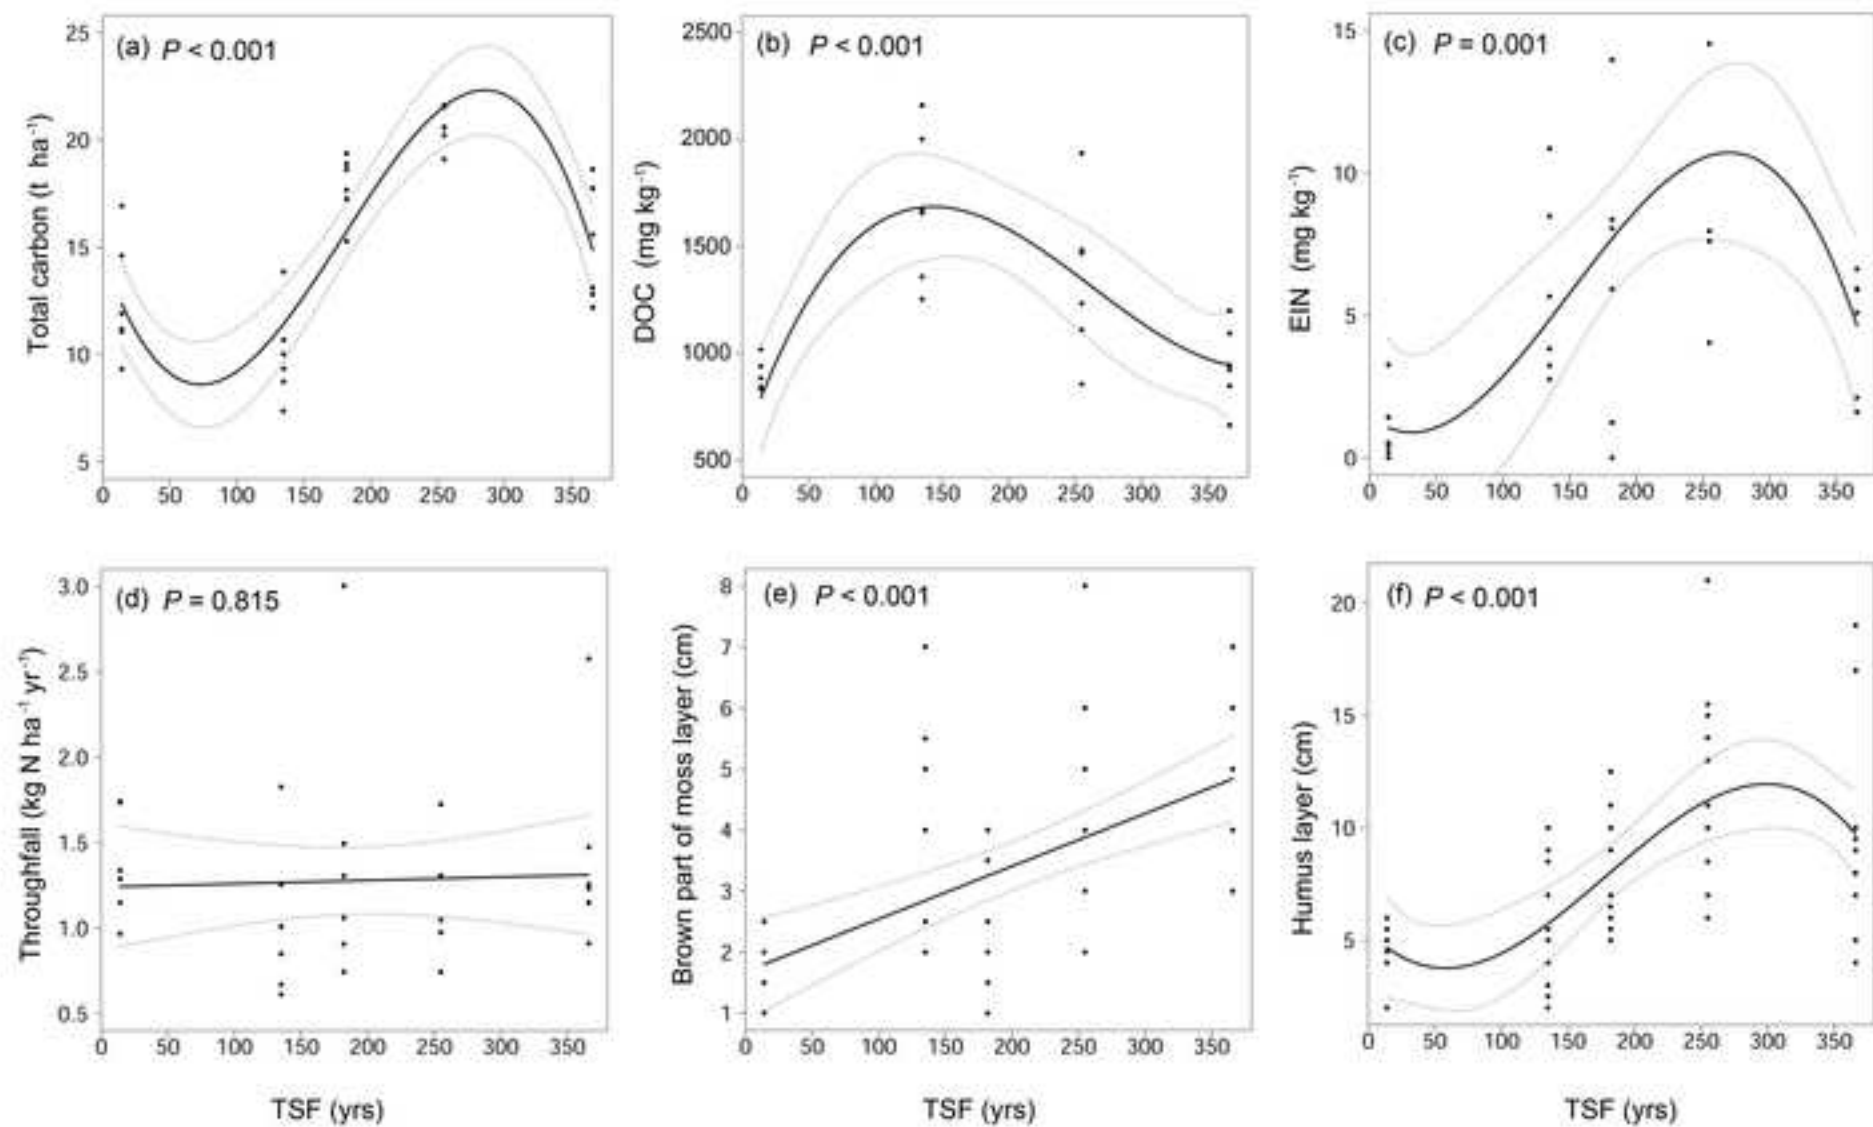 (a) P < 0.001
Total carbon (t ha⁻¹)
25
20
15
10
5
0 50 100 150 200 250 300 350
(b) P < 0.001
DOC (mg kg⁻¹)
2500
2000
1500
1000
500
0 50 100 150 200 250 300 350
(c) P = 0.001
EIN (mg kg⁻¹)
15
10
5
0
0 50 100 150 200 250 300 350
(d) P = 0.815
Throughfall (kg N ha⁻¹ yr⁻¹)
3.0
2.5
2.0
1.5
1.0
0.5
0 50 100 150 200 250 300 350
TSF (yrs)
(e) P < 0.001
Brown part of moss layer (cm)
8
7
6
5
4
3
2
1
0 50 100 150 200 250 300 350
TSF (yrs)
(f) P < 0.001
Humus layer (cm)
20
15
10
5
0 50 100 150 200 250 300 350
TSF (yrs)